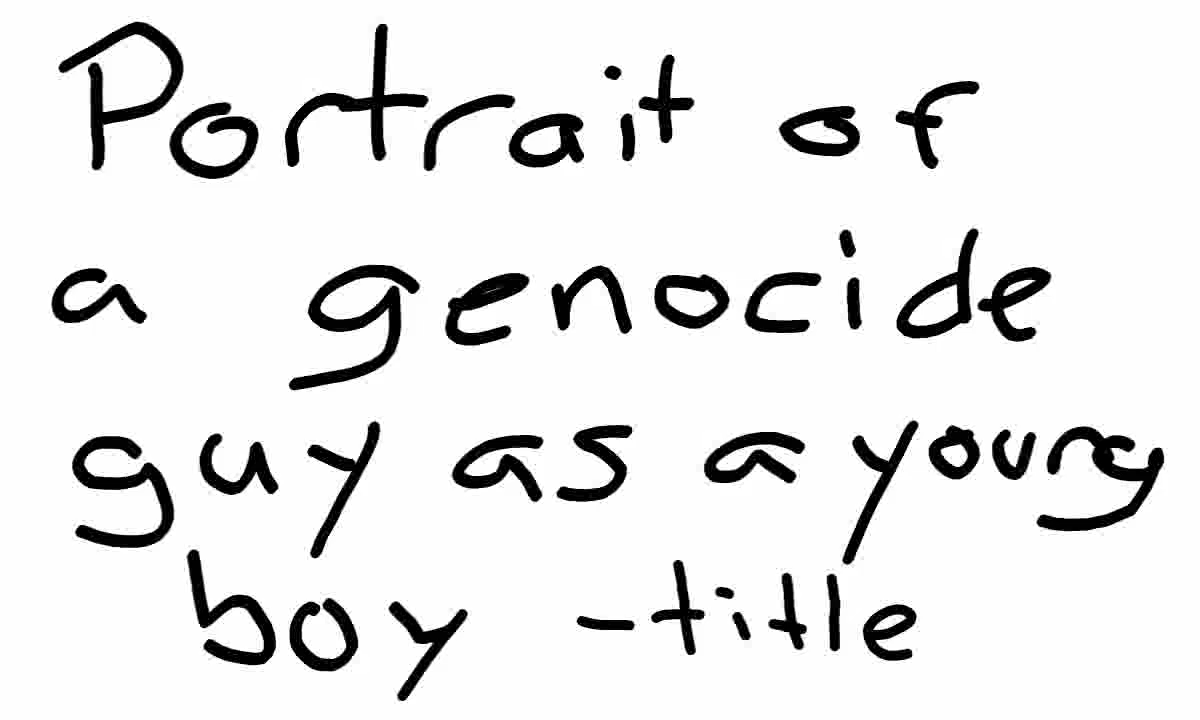 Portrait of
a genocide
guy as a young
boy - title